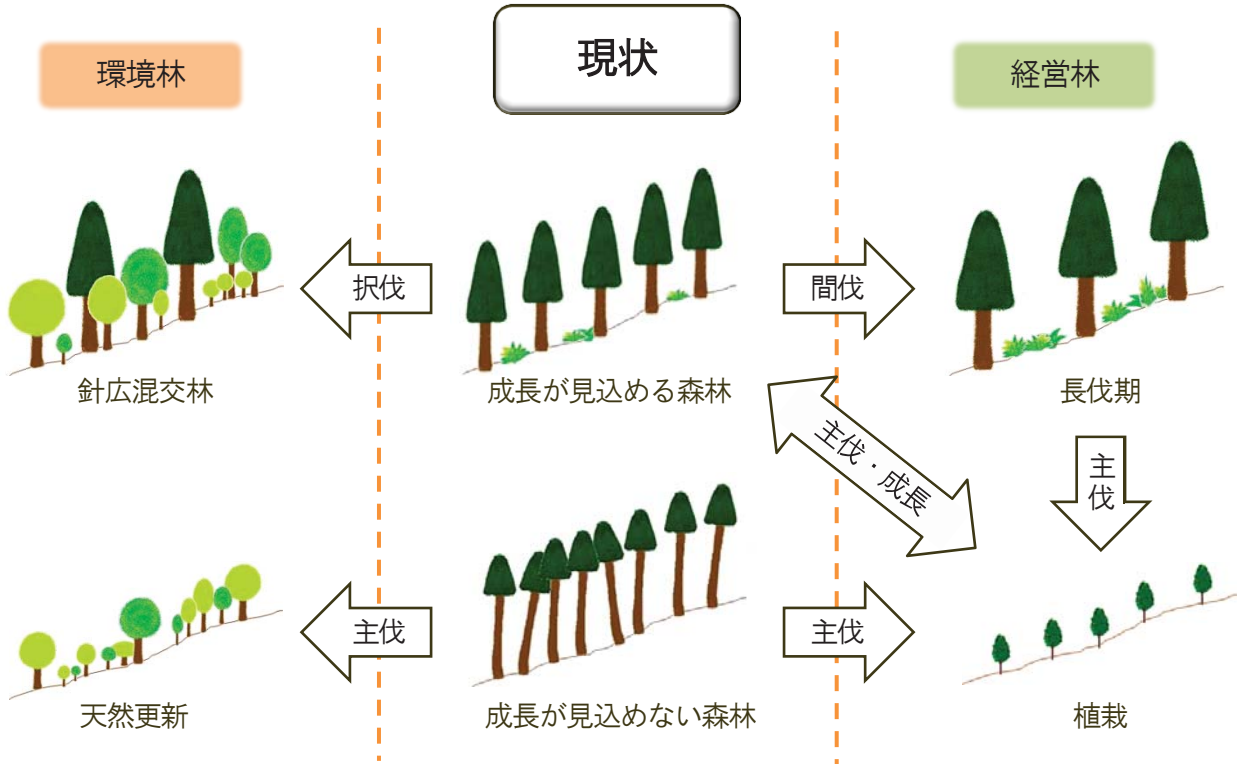 環境林
現状
経営林
択伐
間伐
針広混交林
成長が見込める森林
長伐期
主伐・成長
主伐
主伐
主伐
天然更新
成長が見込めない森林
植栽